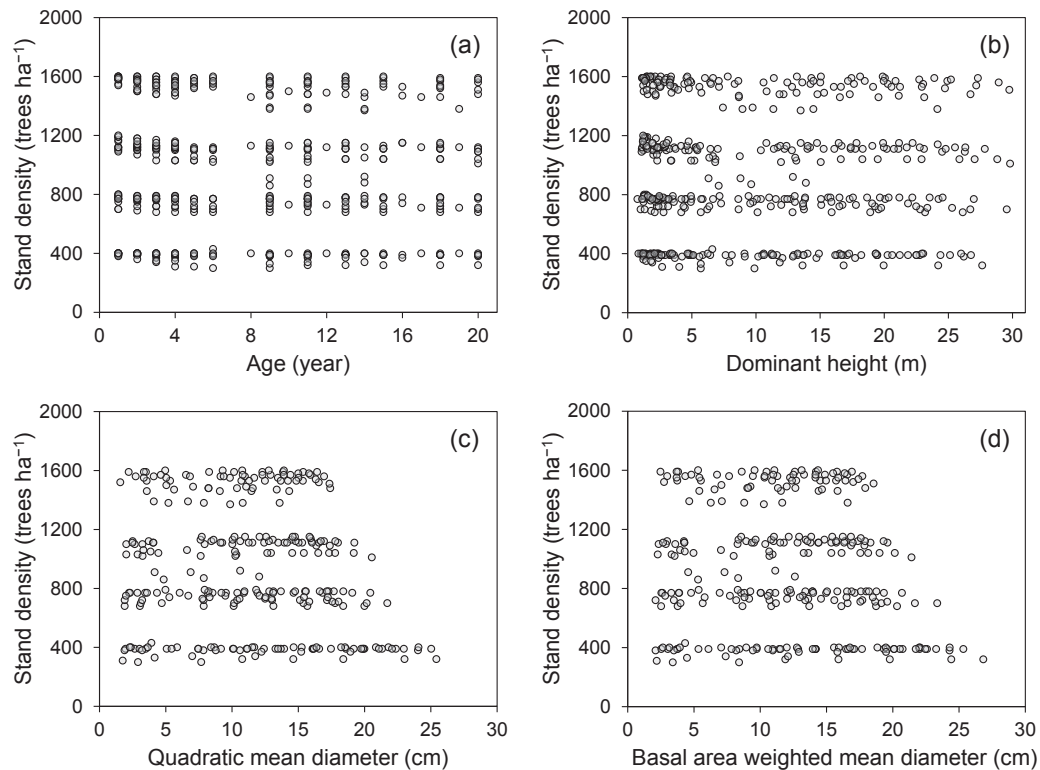 2000
1600
1200
800
400
0
Stand density (trees ha⁻¹)
(a)
0 4 8 12 16 20
Age (year)
2000
1600
1200
800
400
0
Stand density (trees ha⁻¹)
(b)
0 5 10 15 20 25 30
Dominant height (m)
2000
1600
1200
800
400
0
Stand density (trees ha⁻¹)
(c)
0 5 10 15 20 25 30
Quadratic mean diameter (cm)
2000
1600
1200
800
400
0
Stand density (trees ha⁻¹)
(d)
0 5 10 15 20 25 30
Basal area weighted mean diameter (cm)